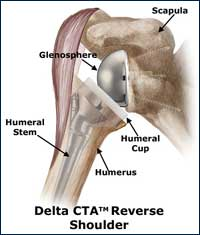 Scapula
Glenosphere
Humeral
Stem
Humeral
Cup
Humerus
Delta CTA™ Reverse
Shoulder